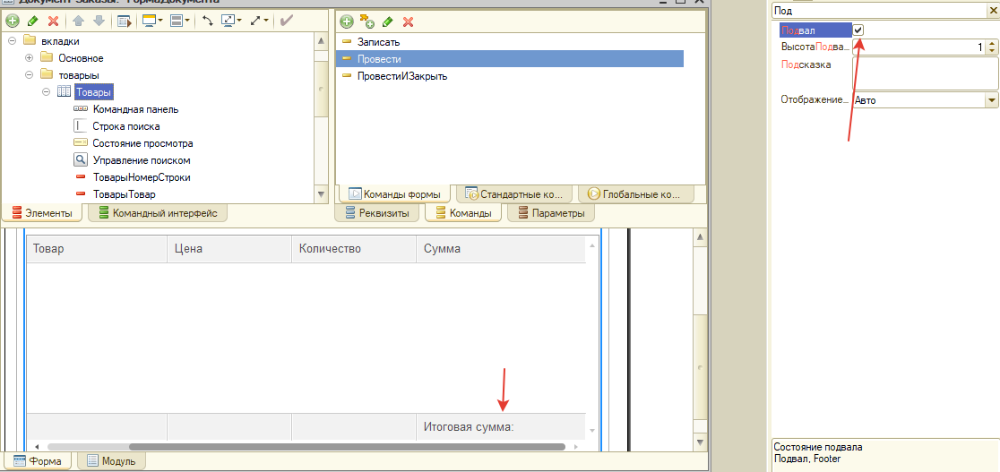 Документ Заказы: ФормаДокумента
вкладки
Основное
товарыы
Товары
Командная панель
Строка поиска
Состояние просмотра
Управление поиском
ТоварыНомерСтроки
ТоварыТовар
Элементы
Командный интерфейс
Записать
Провести
ПровестиИЗакрыть
Команды формы
Стандартные ко...
Глобальные ко...
Реквизиты
Команды
Параметры
Товар
Цена
Количество
Сумма
Итоговая сумма:
Форма
Модуль
Под
Подвал
ВысотаПодва...
1
Подсказка
Отображение...
Авто
Состояние подвала
Подвал, Footer